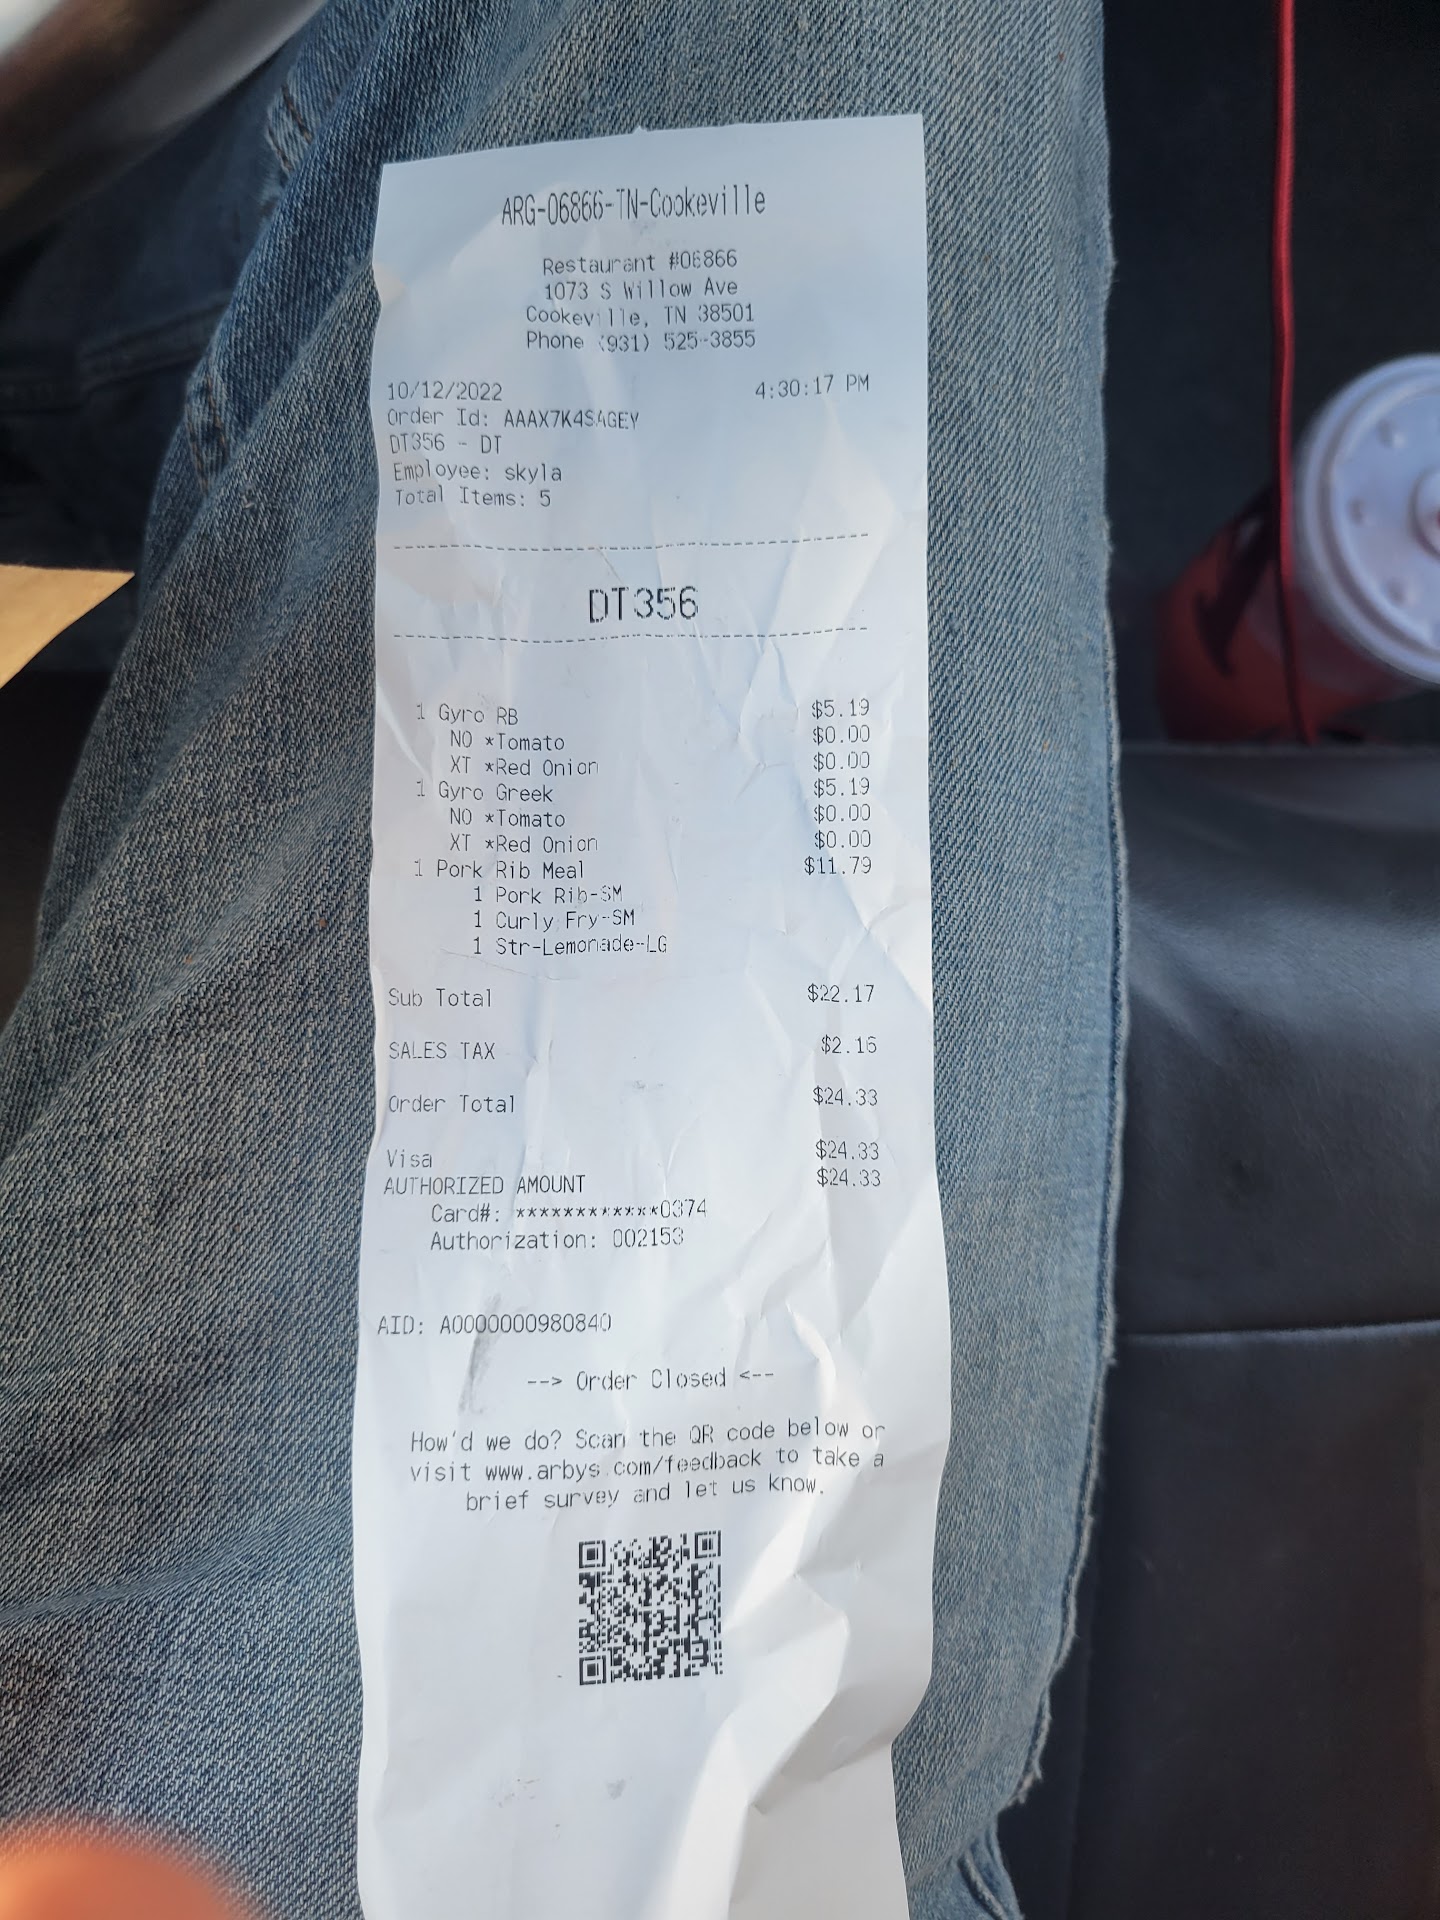 ARG-06866-TN-Cookeville
Restaurant #06866
1073 S Willow Ave
Cookeville, TN 38501
Phone (931) 525-3855
10/12/2022 4:30:17 PM
Order Id: AAAX7K4S4GEY
DT356 - DT
Employee: skyla
Total Items: 5
DT356
1 Gyro RB $5.19
NO *Tomato $0.00
XT *Red Onion $0.00
1 Gyro Greek $5.19
NO *Tomato $0.00
XT *Red Onion $0.00
1 Pork Rib Meal $11.79
1 Pork Rib-SM
1 Curly Fry-SM
1 Str-Lemonade-LG
Sub Total $22.17
SALES TAX $2.16
Order Total $24.33
Visa $24.33
AUTHORIZED AMOUNT $24.33
Card#: ************0374
Authorization: 002153
AID: A0000000980840
--> Order Closed <--
How'd we do? Scan the QR code below or
visit www.arbys.com/feedback to take a
brief survey and let us know.